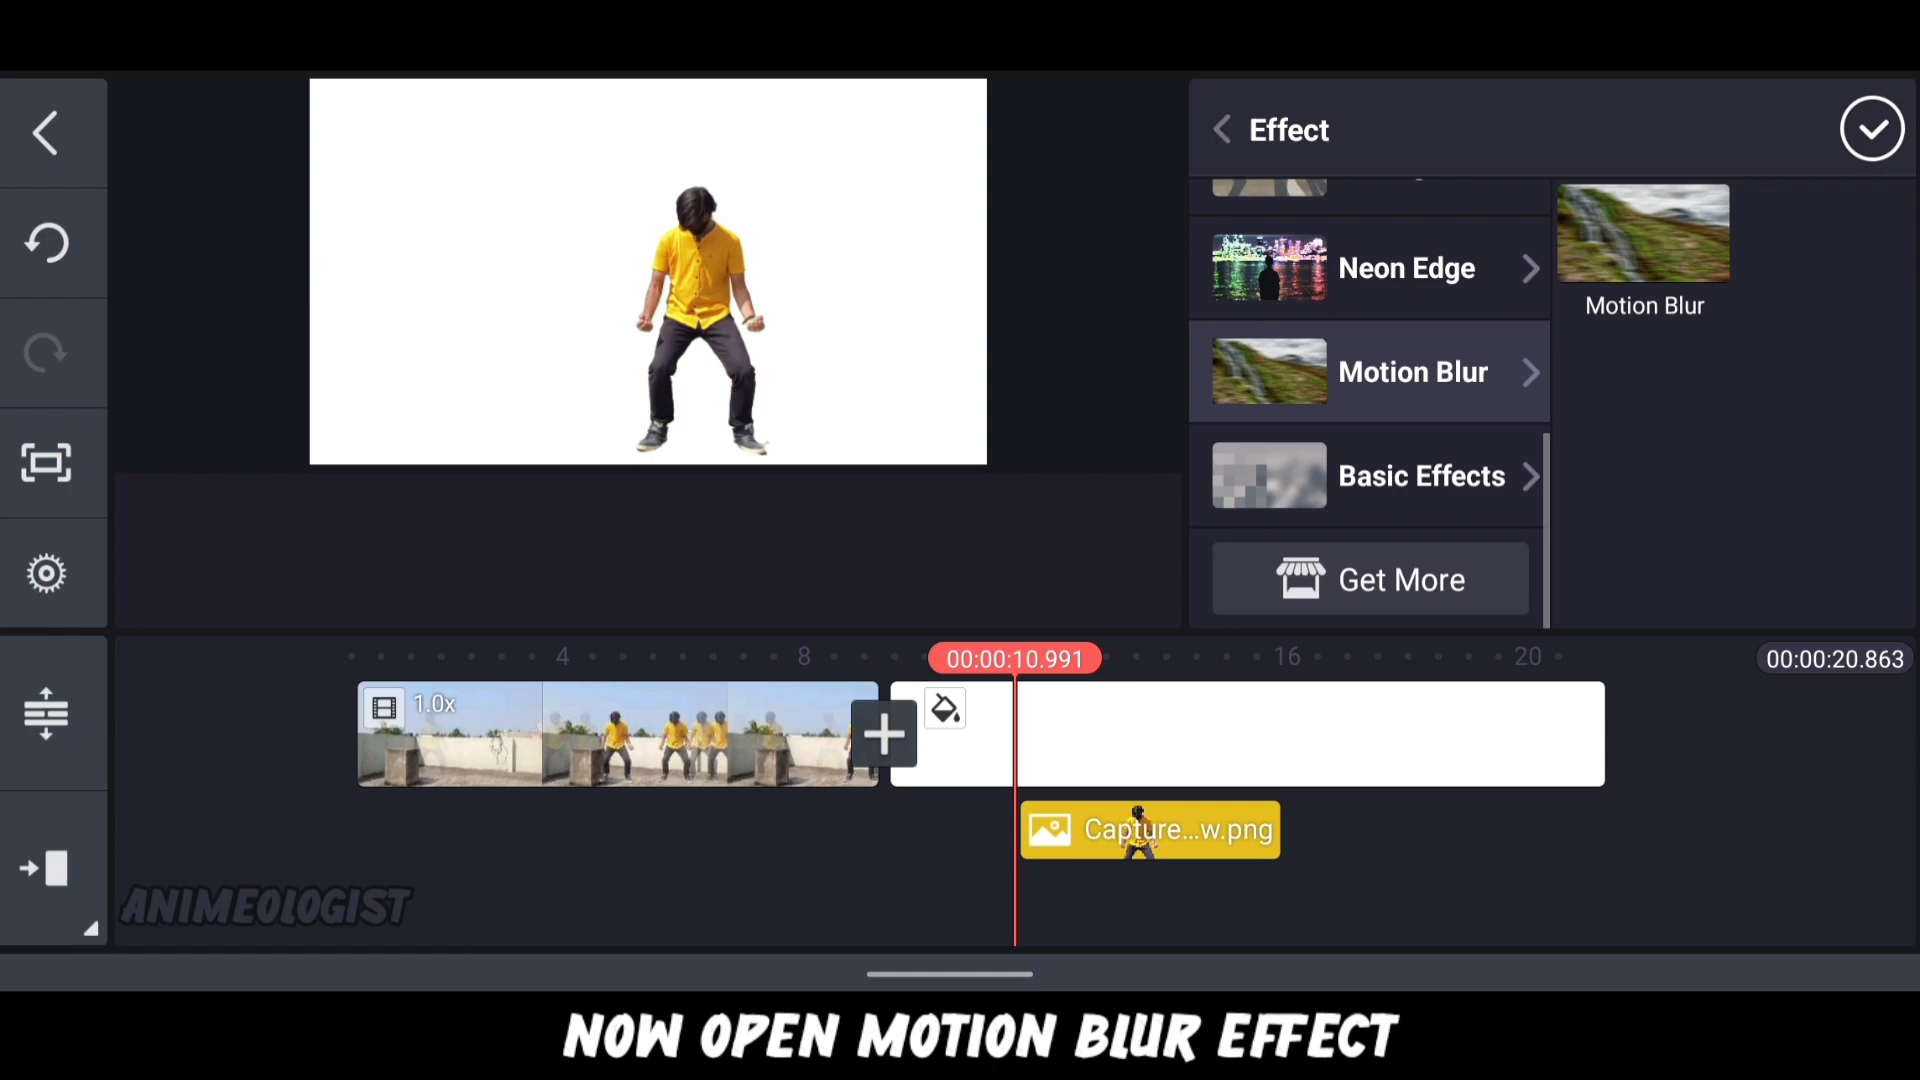 Effect
Neon Edge
Motion Blur
Basic Effects
Get More
Motion Blur
4
8
00:00:10.991
16
20
00:00:20.863
1.0x
Capture...w.png
ANIMEOLOGIST
NOW OPEN MOTION BLUR EFFECT